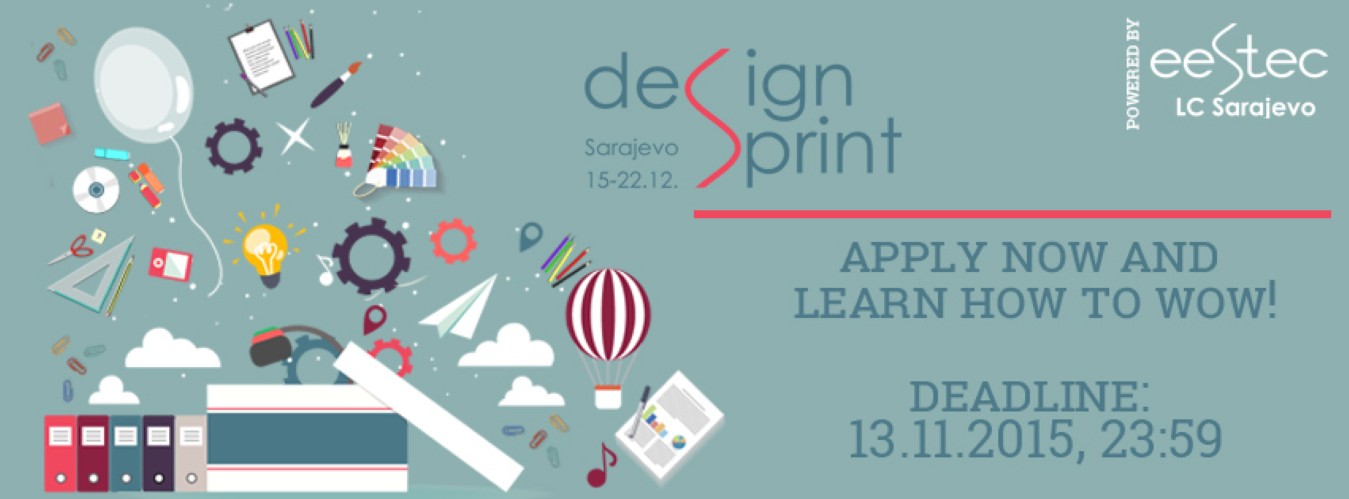 deSign
Sprint
Sarajevo
15-22.12.
POWERED BY
eeStec
LC Sarajevo
APPLY NOW AND
LEARN HOW TO WOW!
DEADLINE:
13.11.2015, 23:59